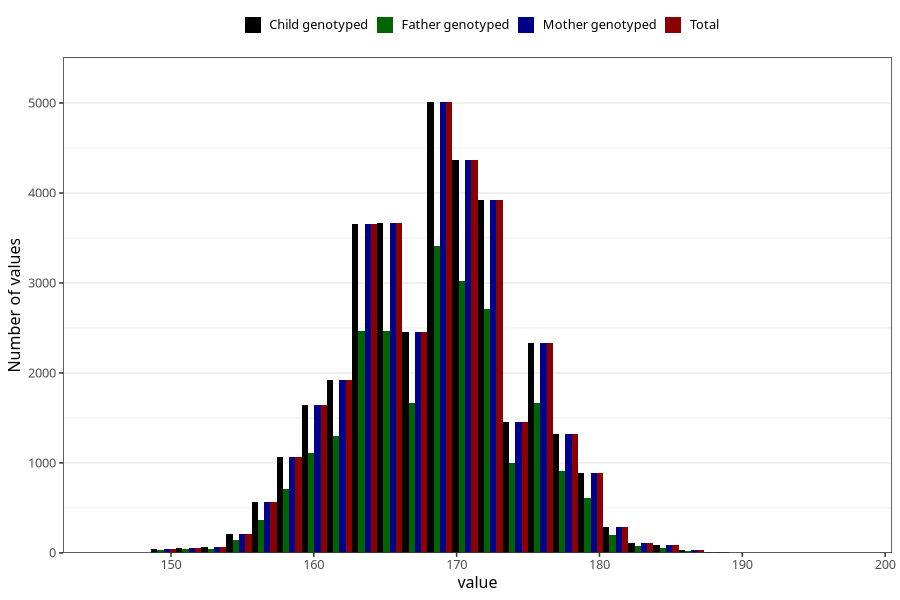 Child genotyped Father genotyped Mother genotyped Total
5000
4000
3000
2000
1000
0
Number of values
150 160 170 180 190 200
value